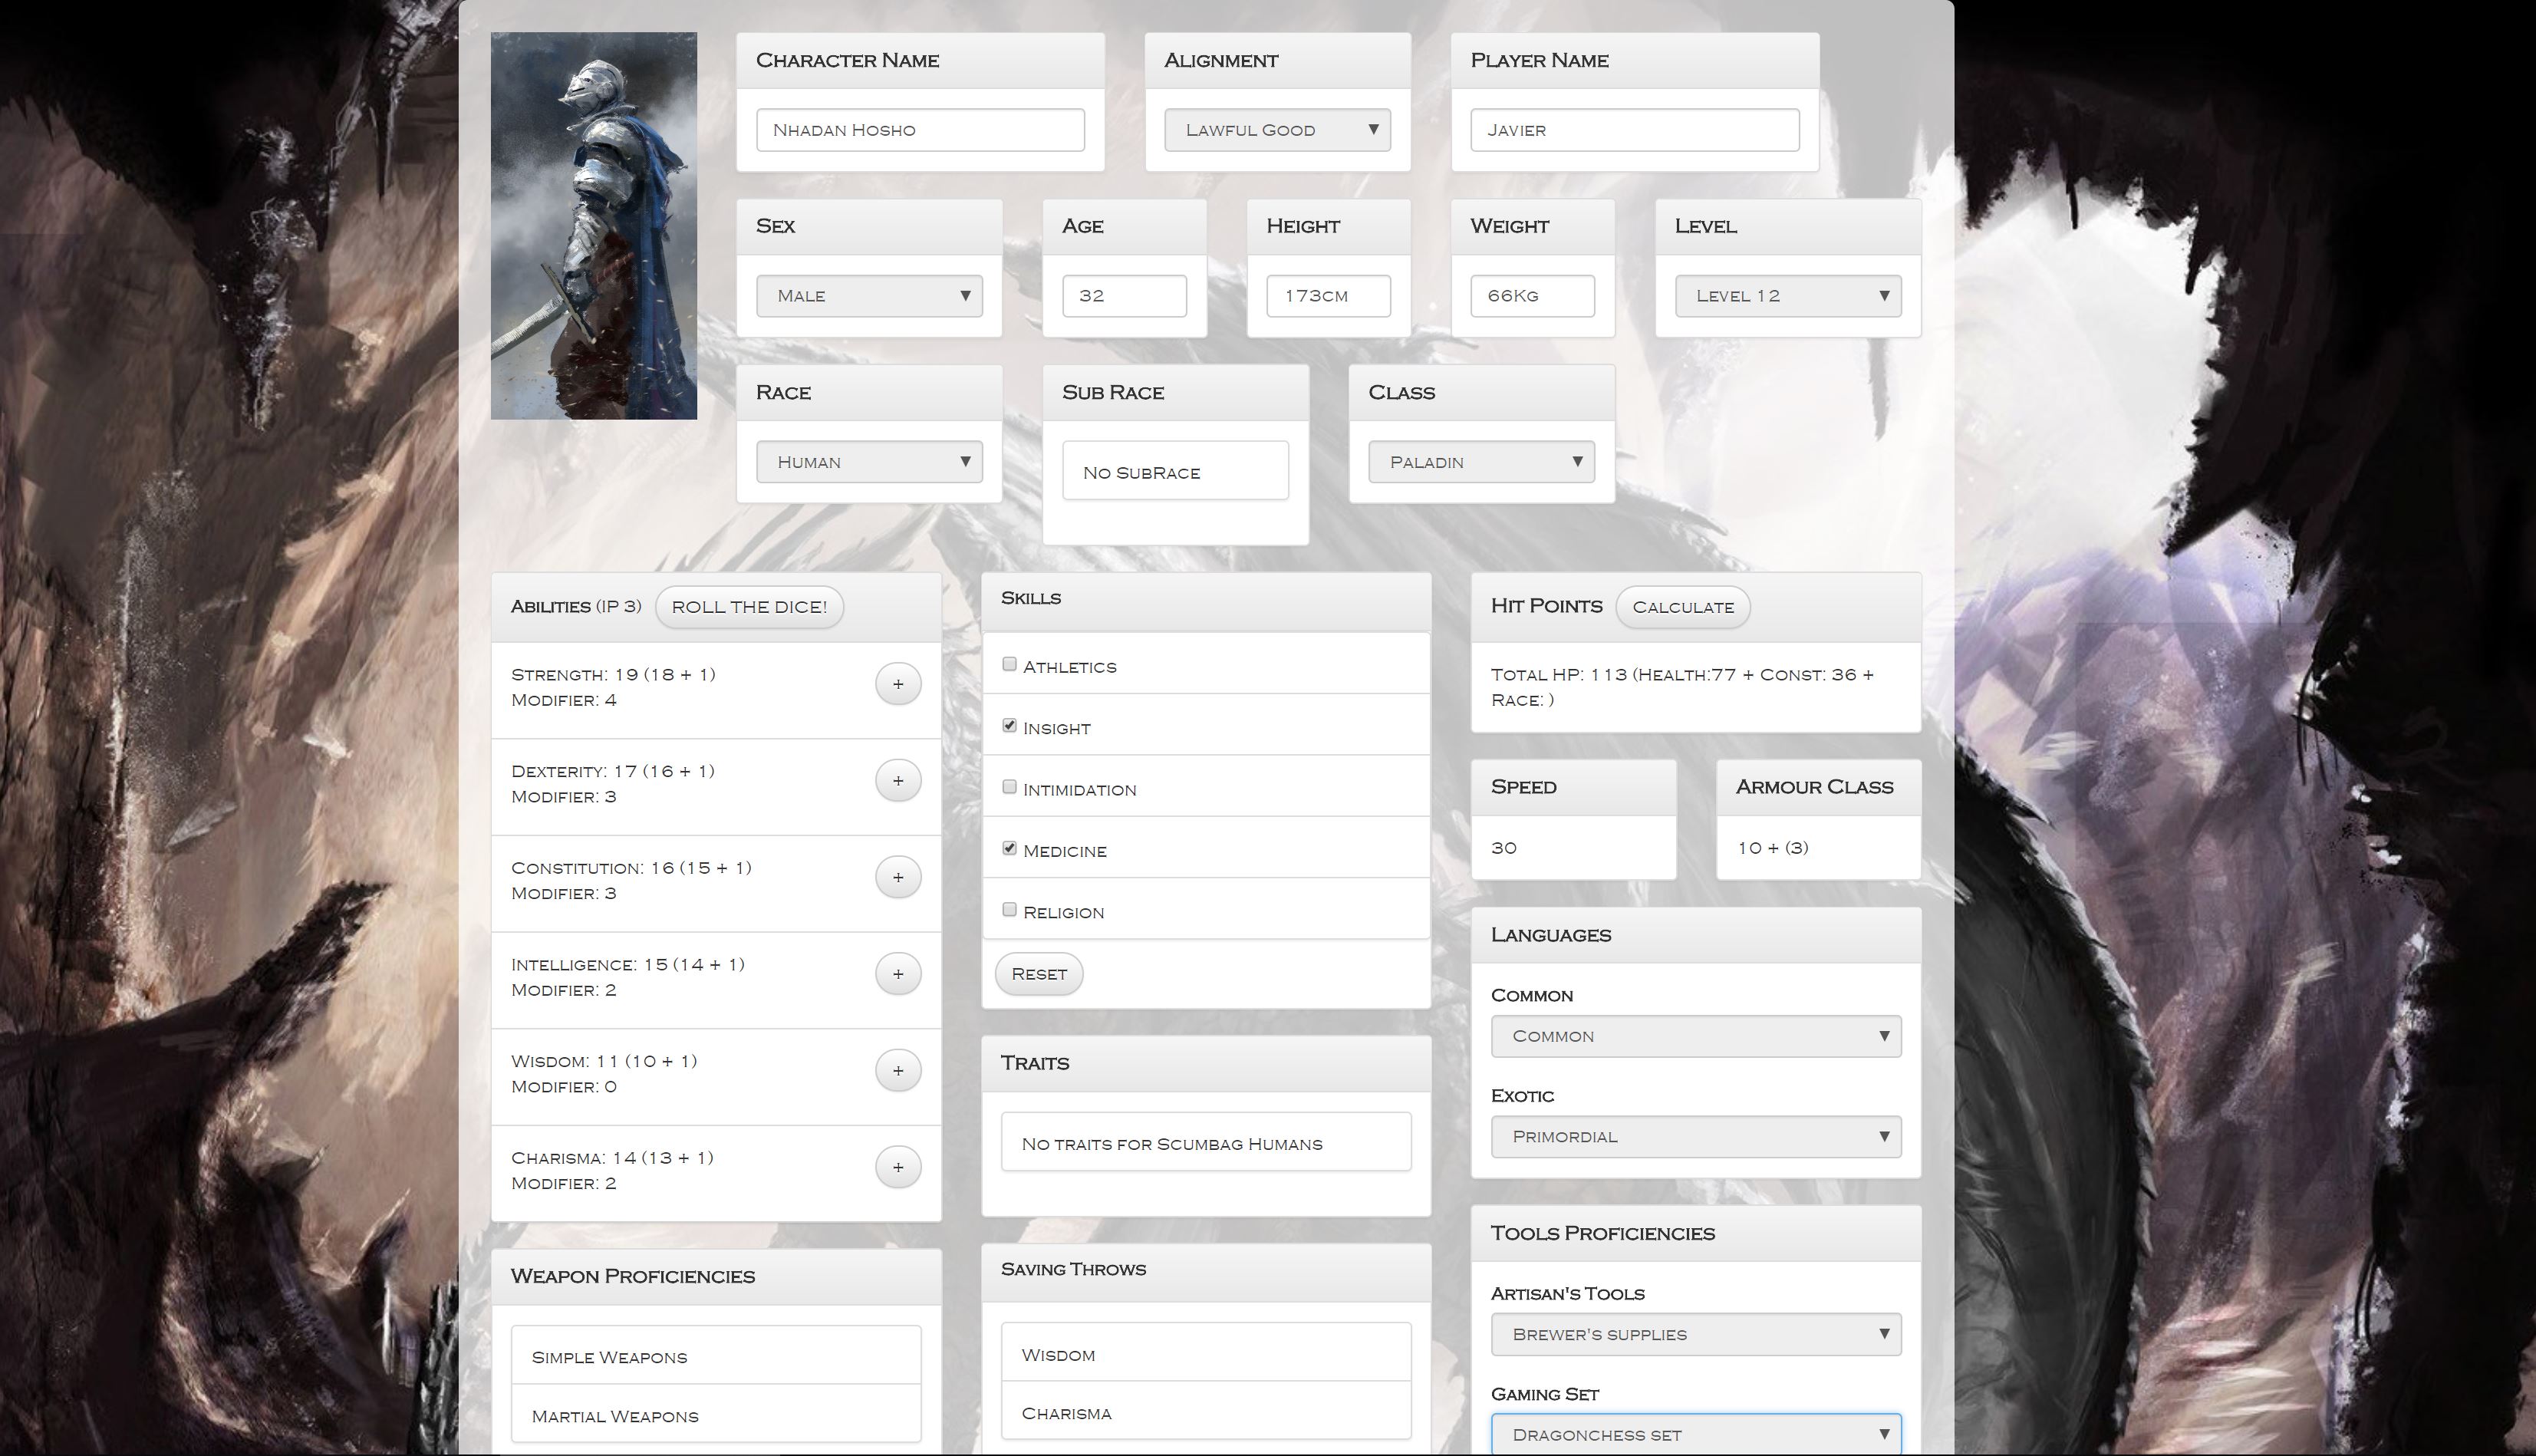 Character Name
Nhadan Hosho
Alignment
Lawful Good ▼
Player Name
Javier
Sex
Male ▼
Age
32
Height
173cm
Weight
66Kg
Level
Level 12 ▼
Race
Human ▼
Sub Race
No SubRace
Class
Paladin ▼
Abilities (IP 3) ROLL THE DICE!
Strength: 19 (18 + 1)
Modifier: 4
+
Dexterity: 17 (16 + 1)
Modifier: 3
+
Constitution: 16 (15 + 1)
Modifier: 3
+
Intelligence: 15 (14 + 1)
Modifier: 2
+
Wisdom: 11 (10 + 1)
Modifier: 0
+
Charisma: 14 (13 + 1)
Modifier: 2
+
Weapon Proficiencies
Simple Weapons
Martial Weapons
Skills
Athletics
Insight
Intimidation
Medicine
Religion
Reset
Traits
No traits for Scumbag Humans
Saving Throws
Wisdom
Charisma
Hit Points Calculate
Total HP: 113 (Health:77 + Const: 36 +
Race: )
Speed
30
Armour Class
10 + (3)
Languages
Common
Common ▼
Exotic
Primordial ▼
Tools Proficiencies
Artisan's Tools
Brewer's supplies ▼
Gaming Set
Dragonchess set ▼